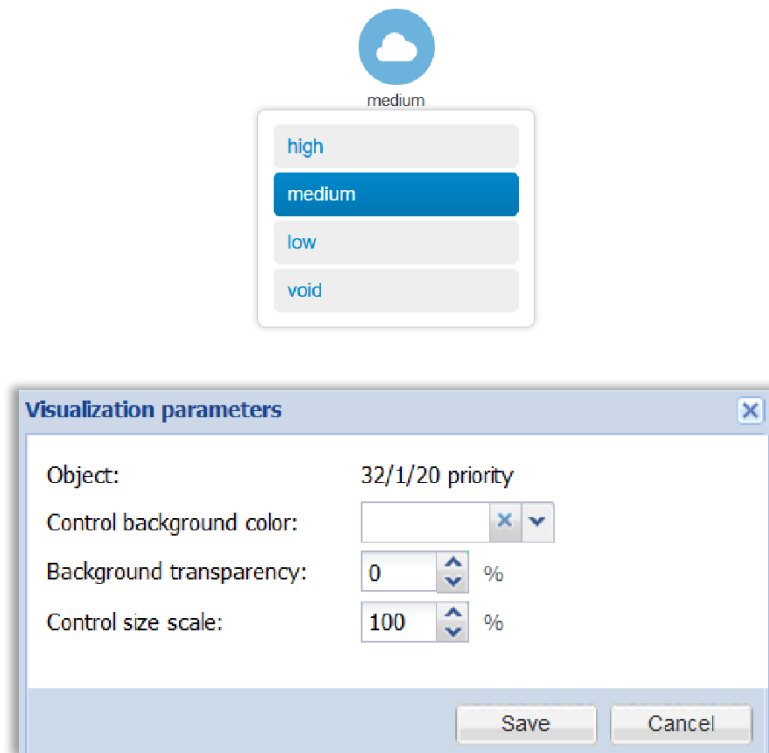 medium
high
medium
low
void
Visualization parameters
Object: 32/1/20 priority
Control background color:
Background transparency: 0 %
Control size scale: 100 %
Save Cancel